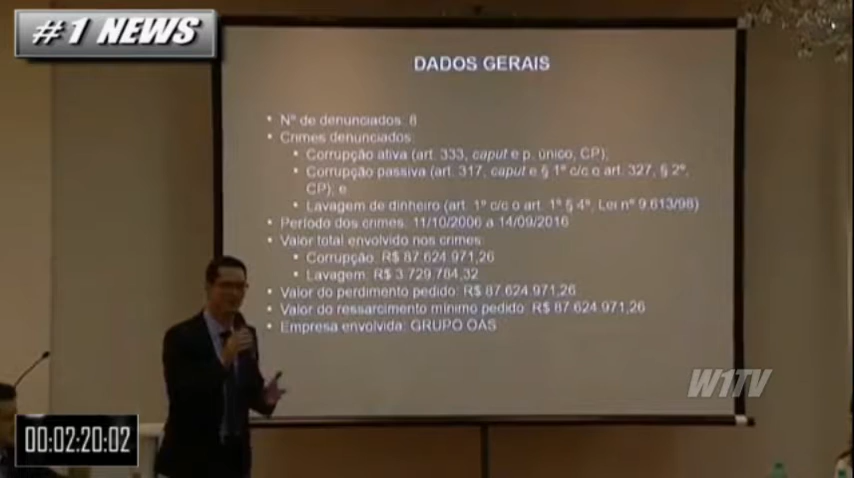 #1 NEWS
DADOS GERAIS
• Nº de denunciados: 8
• Crimes denunciados:
• Corrupção ativa (art. 333, caput e p. único, CP);
• Corrupção passiva (art. 317, caput e § 1º c/c o art. 327, § 2º,
CP); e
• Lavagem de dinheiro (art. 1º c/c o art. 1º § 4º, Lei nº 9.613/98)
• Período dos crimes: 11/10/2006 a 14/09/2016
• Valor total envolvido nos crimes:
• Corrupção: R$ 87.624.971,26
• Lavagem: R$ 3.729.784,32
• Valor do perdimento pedido: R$ 87.624.971,26
• Valor do ressarcimento mínimo pedido: R$ 87.624.971,26
• Empresa envolvida: GRUPO OAS
W1TV
00:02:20:02